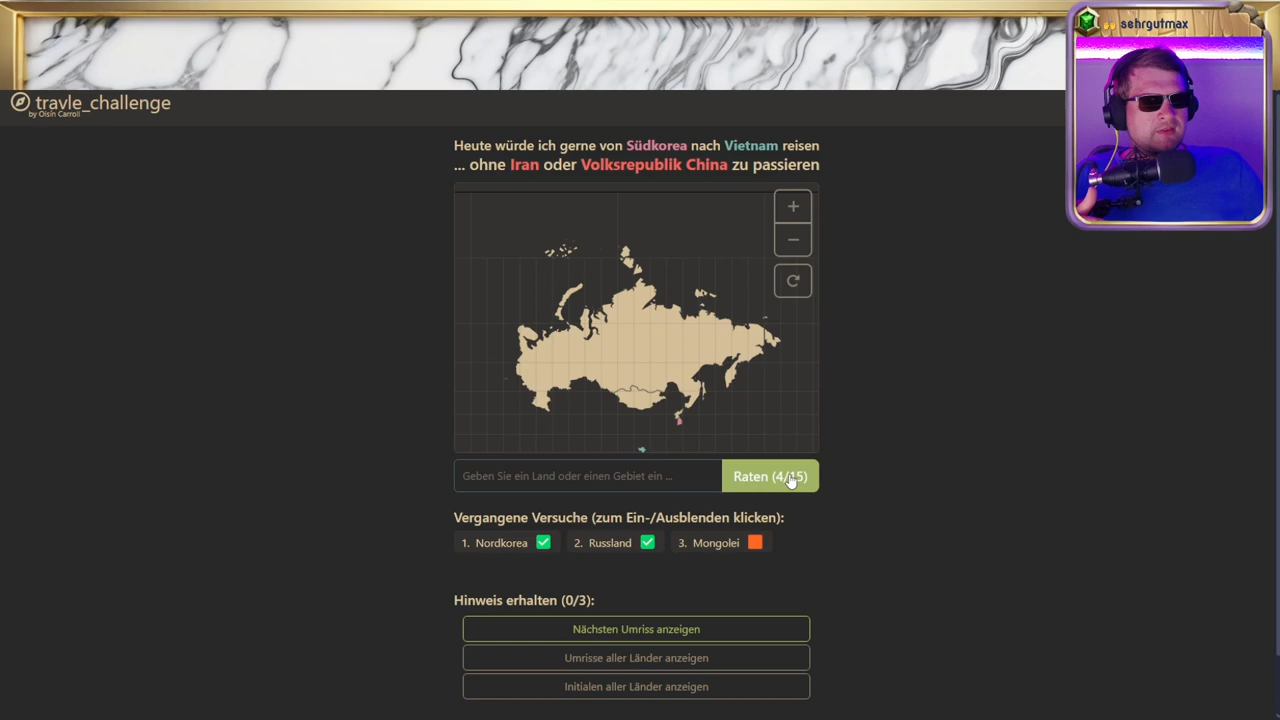 sehrgutmax
travle_challenge
by Oisín Carroll
Heute würde ich gerne von Südkorea nach Vietnam reisen
... ohne Iran oder Volksrepublik China zu passieren
+
−
Geben Sie ein Land oder einen Gebiet ein ...
Raten (4/15)
Vergangene Versuche (zum Ein-/Ausblenden klicken):
1. Nordkorea
2. Russland
3. Mongolei
Hinweis erhalten (0/3):
Nächsten Umriss anzeigen
Umrisse aller Länder anzeigen
Initialen aller Länder anzeigen